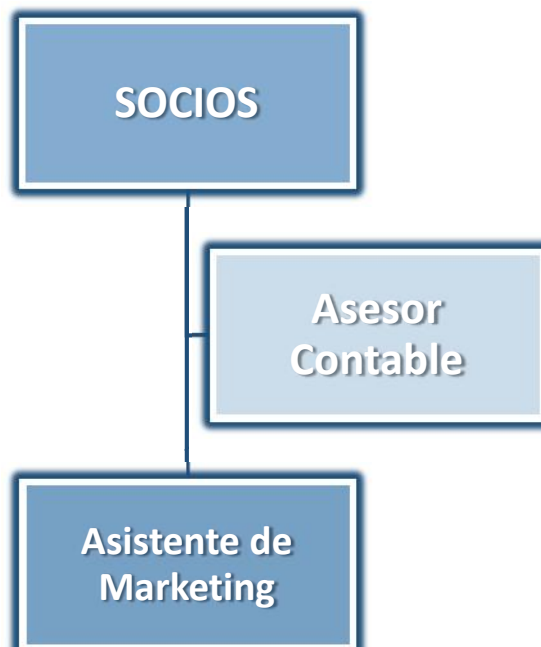 SOCIOS
Asesor
Contable
Asistente de
Marketing